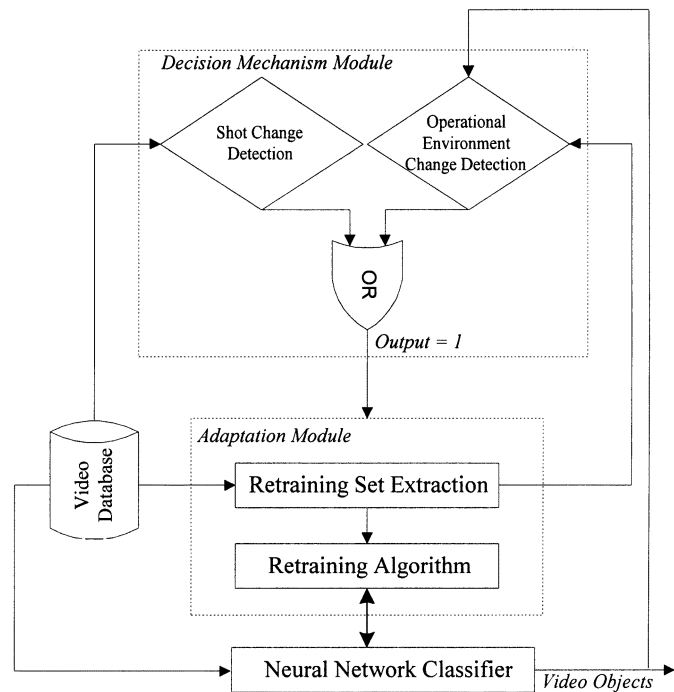 Decision Mechanism Module
Shot Change
Detection
Operational
Environment
Change Detection
OR
Output = 1
Adaptation Module
Video
Database
Retraining Set Extraction
Retraining Algorithm
Neural Network Classifier
Video Objects